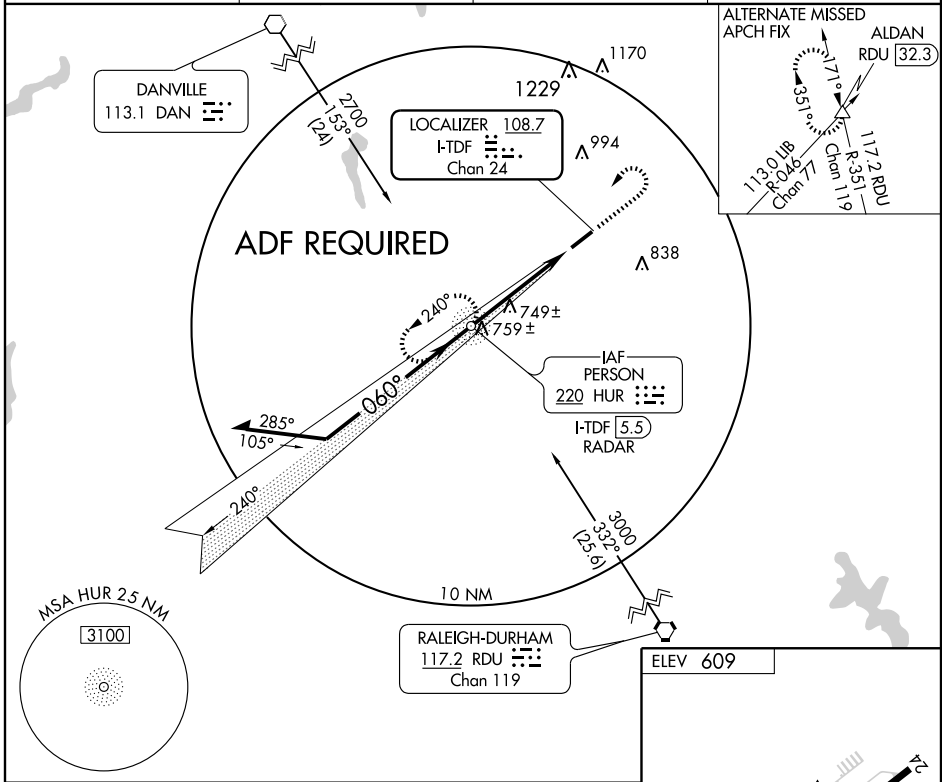 DANVILLE
113.1 DAN
2700
153°
(24)
LOCALIZER 108.7
I-TDF
Chan 24
1229
1170
994
838
ADF REQUIRED
240°
749±
759±
060°
285°
105°
240°
IAF
PERSON
220 HUR
I-TDF 5.5
RADAR
3000
332°
(25.6)
10 NM
RALEIGH-DURHAM
117.2 RDU
Chan 119
MSA HUR 25 NM
3100
ALTERNATE MISSED
APCH FIX
ALDAN
RDU 32.3
171°
351°
113.0 LIB
R-046
Chan 77
117.2 RDU
R-351
Chan 119
ELEV 609
24